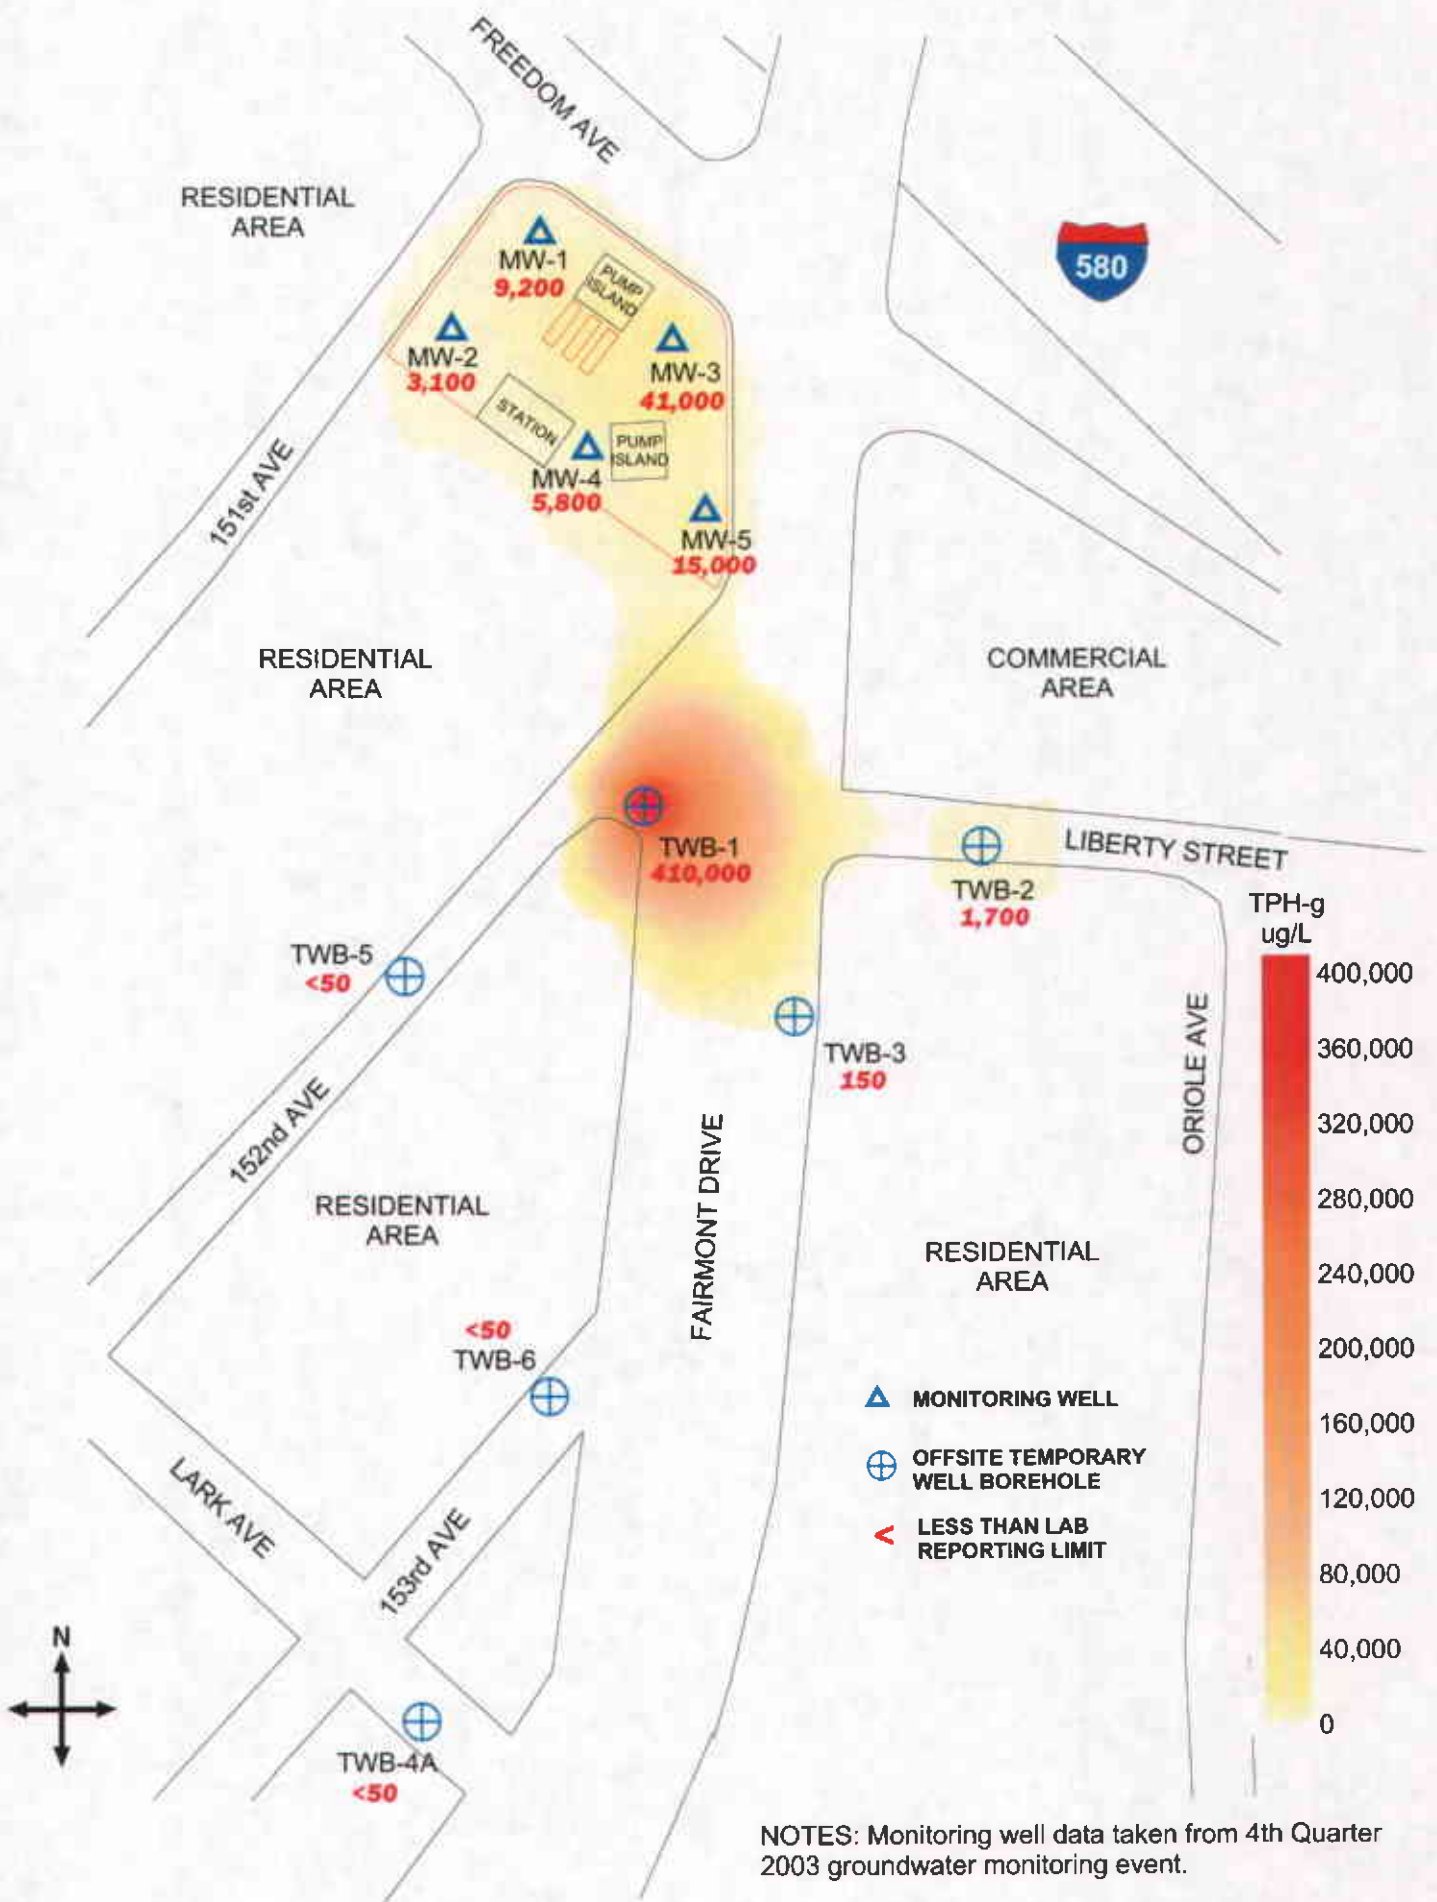 FREEDOM AVE
RESIDENTIAL
AREA
580
MW-1
9,200
PUMP
ISLAND
MW-2
3,100
MW-3
41,000
STATION
PUMP
ISLAND
MW-4
5,800
MW-5
15,000
151st AVE
RESIDENTIAL
AREA
COMMERCIAL
AREA
TWB-1
410,000
LIBERTY STREET
TWB-2
1,700
TWB-5
<50
TWB-3
150
152nd AVE
ORIOLE AVE
FAIRMONT DRIVE
RESIDENTIAL
AREA
RESIDENTIAL
AREA
<50
TWB-6
LARK AVE
153rd AVE
TWB-4A
<50
N
TPH-g
ug/L
400,000
360,000
320,000
280,000
240,000
200,000
160,000
120,000
80,000
40,000
0
MONITORING WELL
OFFSITE TEMPORARY
WELL BOREHOLE
< LESS THAN LAB
REPORTING LIMIT
NOTES: Monitoring well data taken from 4th Quarter
2003 groundwater monitoring event.